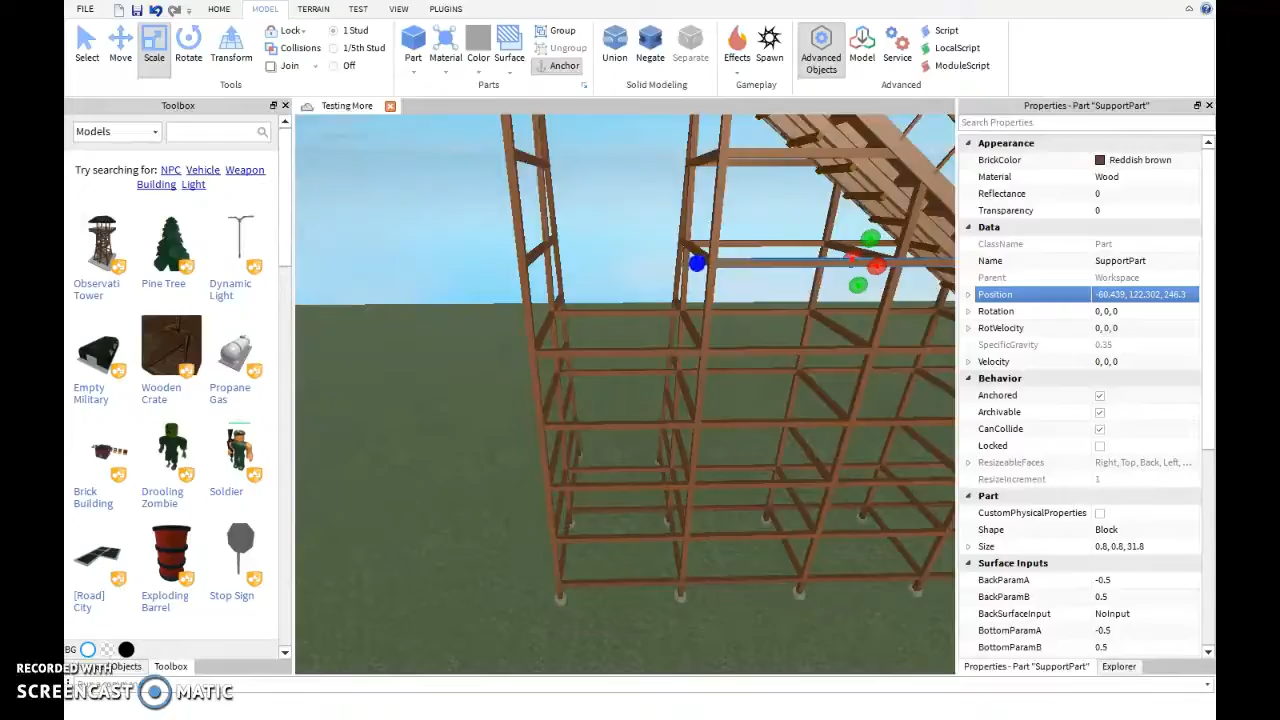 FILE HOME MODEL TERRAIN TEST VIEW PLUGINS
Select Move Scale Rotate Transform
Lock
Collisions
Join
1 Stud
1/5th Stud
Off
Tools
Part Material Color Surface
Group
Ungroup
Anchor
Parts
Union Negate Separate
Solid Modeling
Effects Spawn
Gameplay
Advanced Objects Model Service
Script
LocalScript
ModuleScript
Advanced
Toolbox
Models
Try searching for: NPC Vehicle Weapon
Building Light
Observati Tower
Pine Tree
Dynamic Light
Empty Military
Wooden Crate
Propane Gas
Brick Building
Drooling Zombie
Soldier
[Road] City
Exploding Barrel
Stop Sign
BG
Objects Toolbox
Testing More
Properties - Part "SupportPart"
Search Properties
Appearance
BrickColor Reddish brown
Material Wood
Reflectance 0
Transparency 0
Data
ClassName Part
Name SupportPart
Parent Workspace
Position -60.439, 122.302, 246.3
Rotation 0, 0, 0
RotVelocity 0, 0, 0
SpecificGravity 0.35
Velocity 0, 0, 0
Behavior
Anchored
Archivable
CanCollide
Locked
ResizeableFaces Right, Top, Back, Left, ...
ResizeIncrement 1
Part
CustomPhysicalProperties
Shape Block
Size 0.8, 0.8, 31.8
Surface Inputs
BackParamA -0.5
BackParamB 0.5
BackSurfaceInput NoInput
BottomParamA -0.5
BottomParamB 0.5
Properties - Part "SupportPart" Explorer
RECORDED WITH
SCREENCAST MATIC